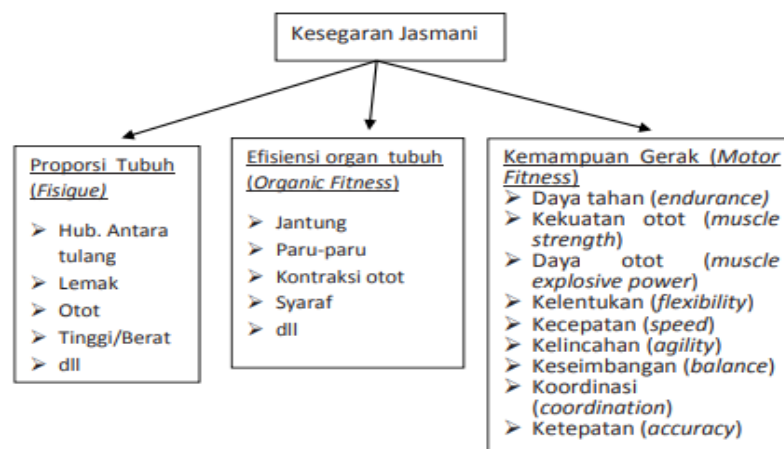 Kesegaran Jasmani
Proporsi Tubuh
(Fisique)
➢ Hub. Antara
tulang
➢ Lemak
➢ Otot
➢ Tinggi/Berat
➢ dll
Efisiensi organ tubuh
(Organic Fitness)
➢ Jantung
➢ Paru-paru
➢ Kontraksi otot
➢ Syaraf
➢ dll
Kemampuan Gerak (Motor
Fitness)
➢ Daya tahan (endurance)
➢ Kekuatan otot (muscle
strength)
➢ Daya otot (muscle
explosive power)
➢ Kelentukan (flexibility)
➢ Kecepatan (speed)
➢ Kelincahan (agility)
➢ Keseimbangan (balance)
➢ Koordinasi
(coordination)
➢ Ketepatan (accuracy)